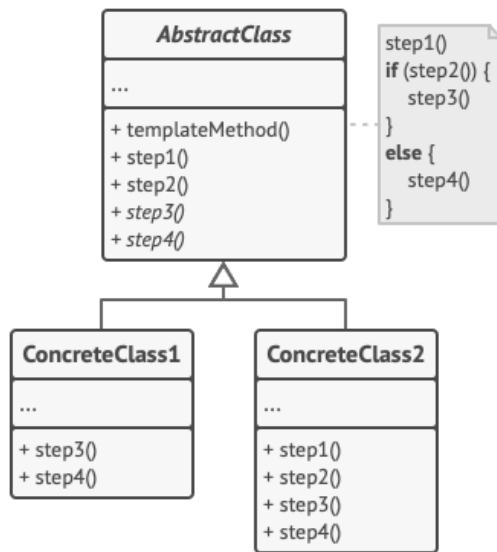 AbstractClass
...
+ templateMethod()
+ step1()
+ step2()
+ step3()
+ step4()
step1()
if (step2()) {
step3()
}
else {
step4()
}
ConcreteClass1
...
+ step3()
+ step4()
ConcreteClass2
...
+ step1()
+ step2()
+ step3()
+ step4()